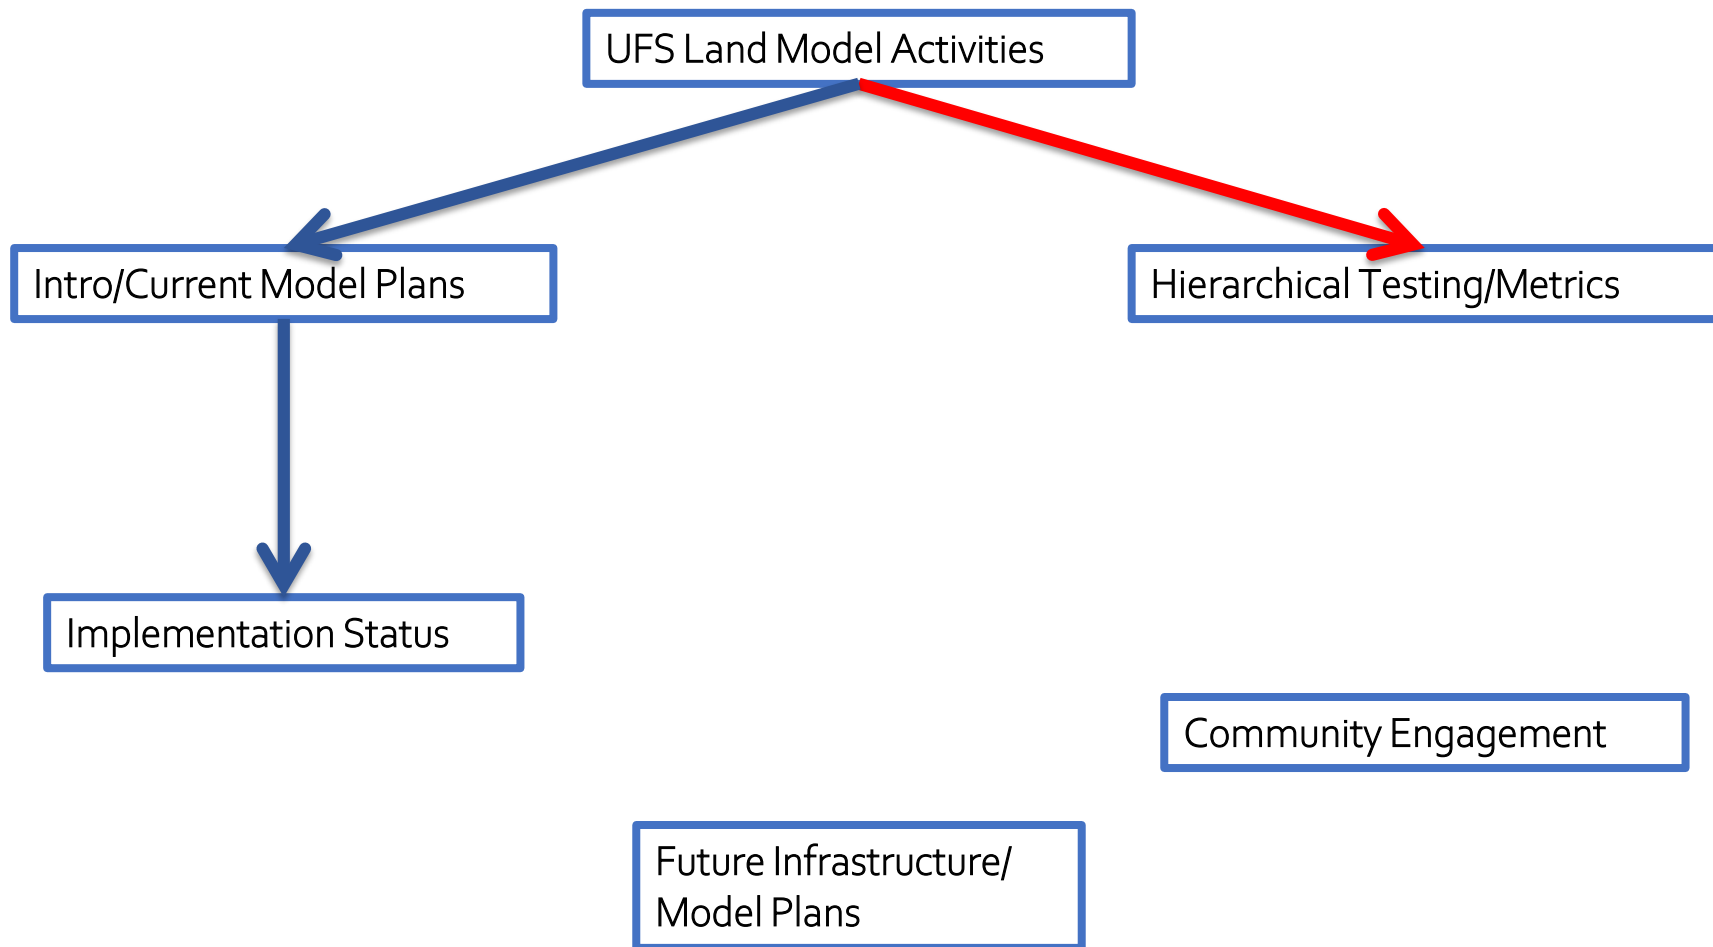 UFS Land Model Activities
Intro/Current Model Plans
Hierarchical Testing/Metrics
Implementation Status
Community Engagement
Future Infrastructure/
Model Plans